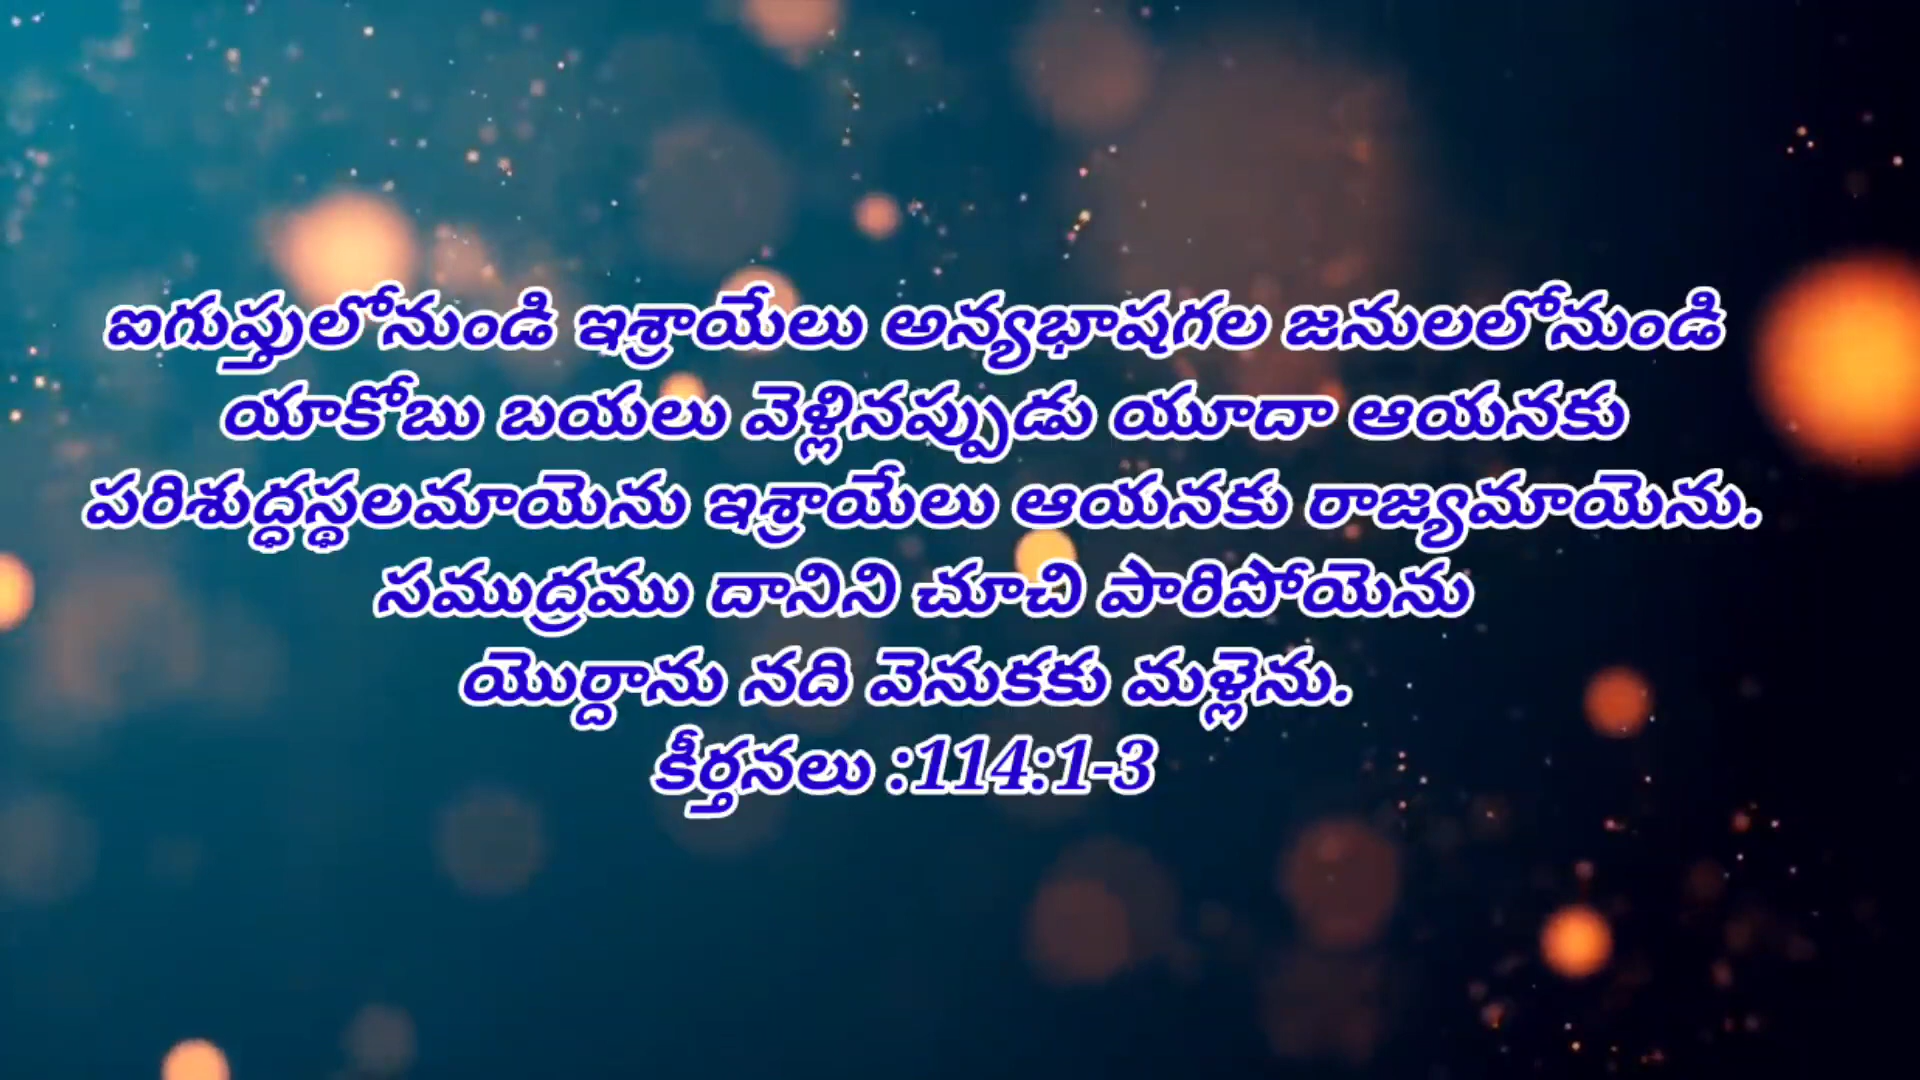 ఐగుప్తులోనుండి ఇశ్రాయేలు అన్యభాషగల జనులలోనుండి
యాకోబు బయలు వెళ్లినప్పుడు యూదా ఆయనకు
పరిశుద్ధస్థలమాయెను ఇశ్రాయేలు ఆయనకు రాజ్యమాయెను.
సముద్రము దానిని చూచి పారిపోయెను
యొర్దాను నది వెనుకకు మళ్లెను.
కీర్తనలు :114:1-3